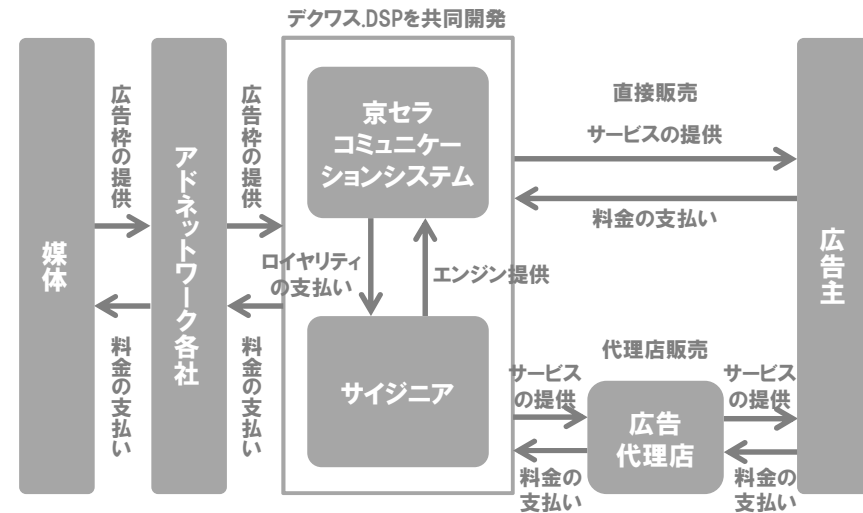 デクワス.DSPを共同開発
媒体
広告枠の提供
料金の支払い
アドネットワーク各社
広告枠の提供
料金の支払い
京セラ
コミュニケー
ションシステム
ロイヤリティ
の支払い
エンジン提供
サイジニア
直接販売
サービスの提供
料金の支払い
代理店販売
サービス
の提供
料金の
支払い
広告
代理店
サービス
の提供
料金の
支払い
広告主